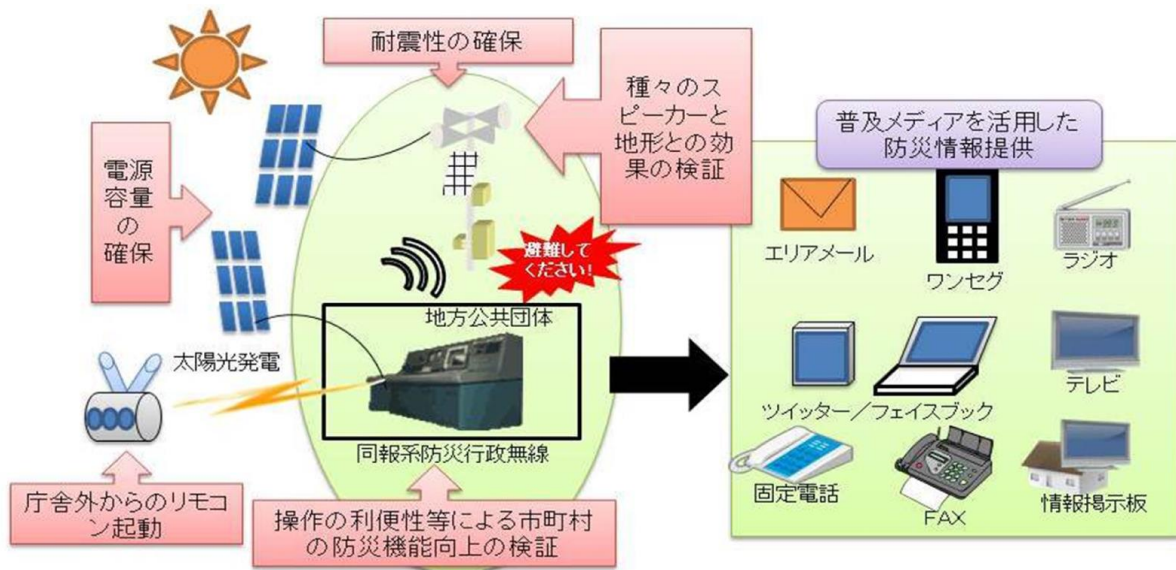 耐震性の確保
種々のス
ピーカーと
地形との効
果の検証
普及メディアを活用した
防災情報提供
電源
容量
の
確保
エリアメール
ワンセグ
ラジオ
避難して
ください!
地方公共団体
太陽光発電
ツイッター／フェイスブック
テレビ
同報系防災行政無線
固定電話
FAX
情報掲示板
庁舎外からのリモコ
ン起動
操作の利便性等による市町村
の防災機能向上の検証